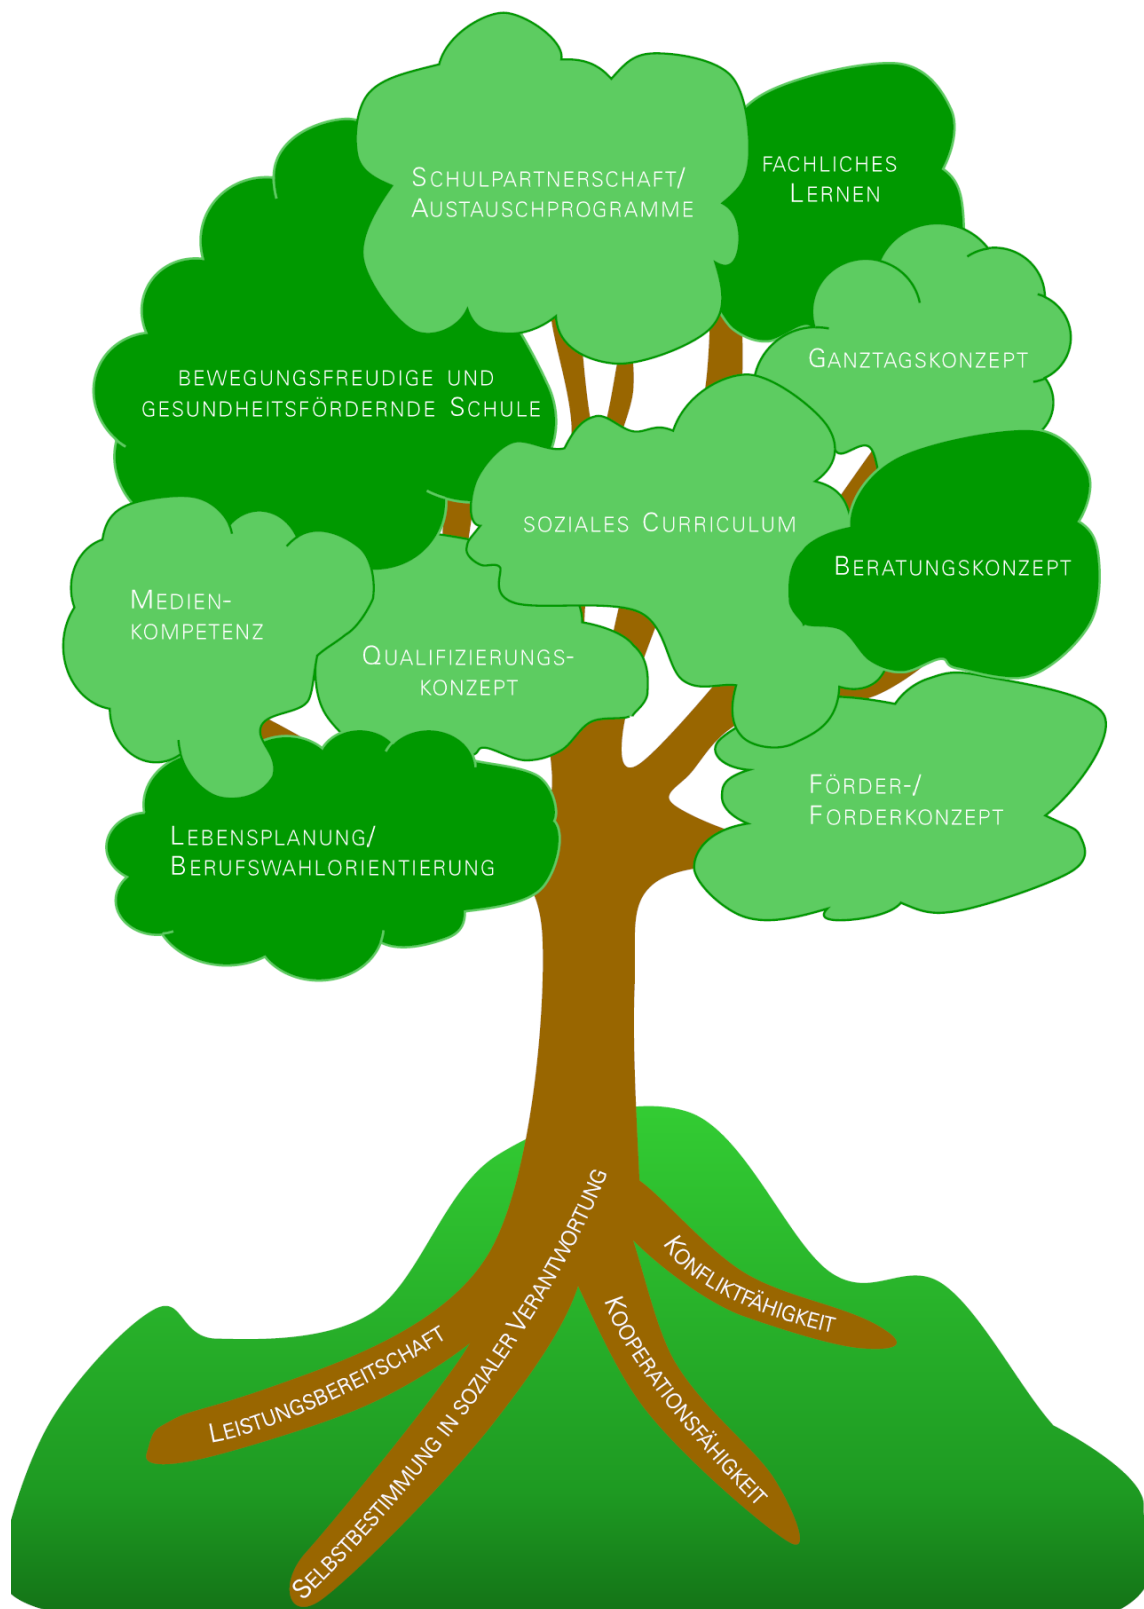 Schulpartnerschaft/
Austauschprogramme
fachliches
Lernen
Ganztagskonzept
bewegungsfreudige und
gesundheitsfördernde Schule
soziales Curriculum
Beratungskonzept
Medien-
kompetenz
Qualifizierungs-
konzept
Förder-/
Forderkonzept
Lebensplanung/
Berufswahlorientierung
Leistungsbereitschaft
Selbstbestimmung in sozialer Verantwortung
Kooperationsfähigkeit
Konfliktfähigkeit